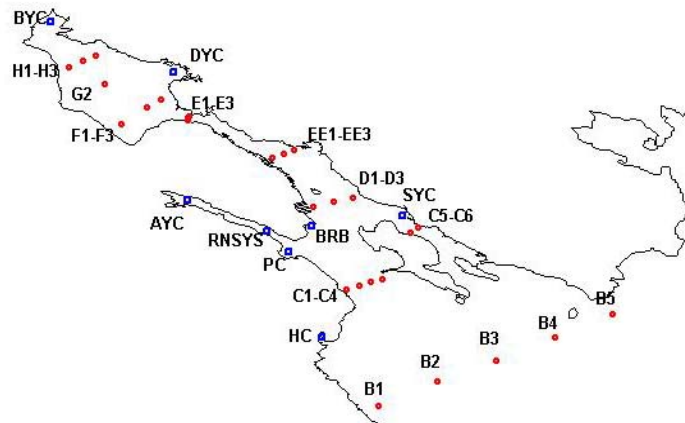 BYC
DYC
H1-H3
G2
E1-E3
F1-F3
EE1-EE3
D1-D3
SYC
C5-C6
AYC
RNSYS
BRB
PC
C1-C4
B5
HC
B4
B3
B2
B1